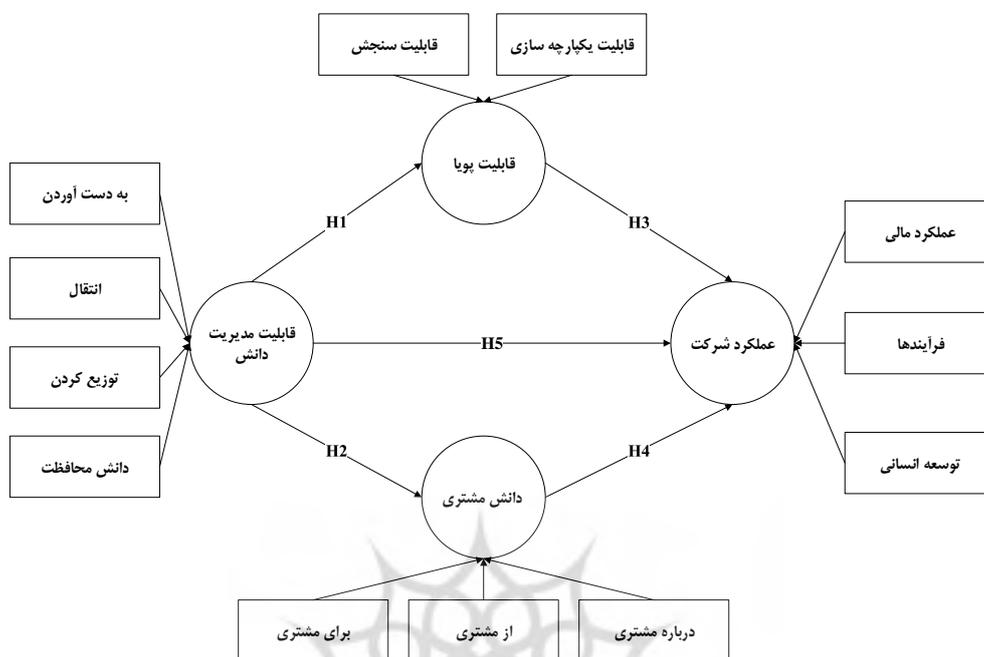 قابلیت یکپارچه سازی
قابلیت سنجش
قابلیت پویا
به دست آوردن
انتقال
توزیع کردن
دانش محافظت
قابلیت مدیریت
دانش
H1
H3
H5
H2
H4
عملکرد شرکت
عملکرد مالی
فرآیندها
توسعه انسانی
دانش مشتری
درباره مشتری
از مشتری
برای مشتری